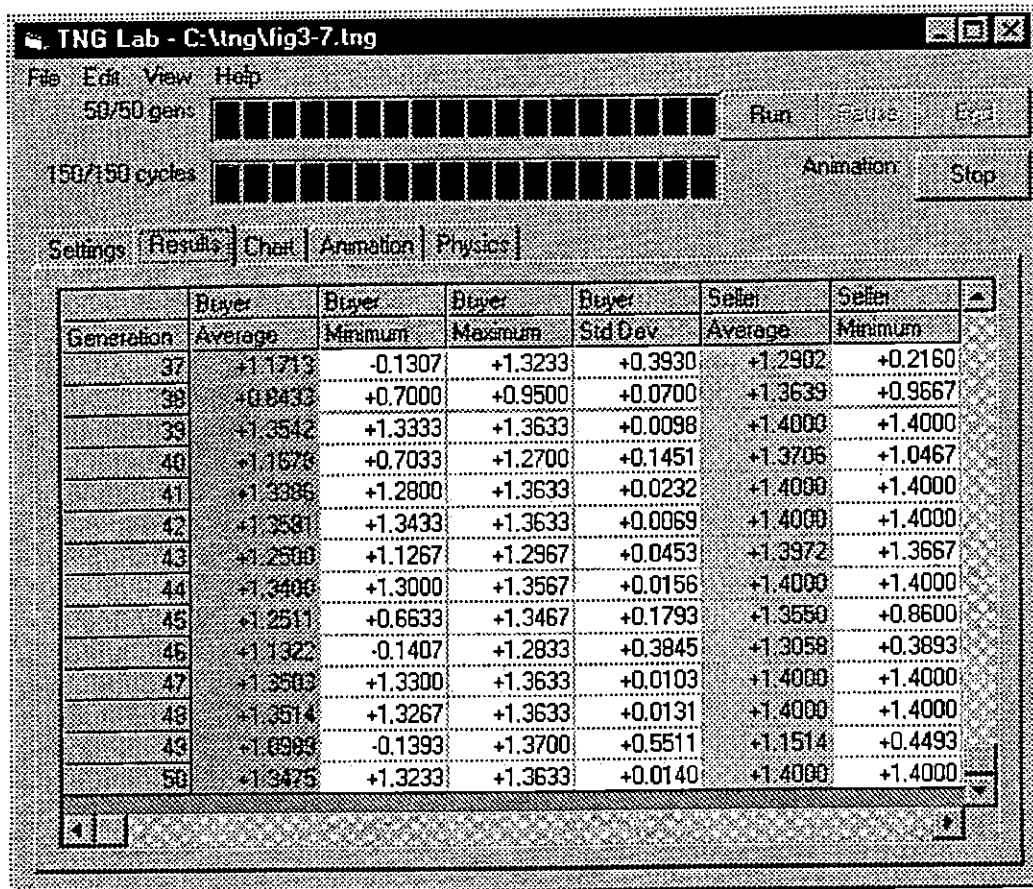 TNG Lab - C:\tng\fig3-7.tng
File Edit View Help
50/50 gens Run Pause End
150/150 cycles Animation: Stop
Settings Results Chart Animation Physics
Buyer Buyer Buyer Buyer Seller Seller
Generation Average Minimum Maximum Std Dev Average Minimum
37 +1.1713 -0.1307 +1.3233 +0.3930 +1.2902 +0.2160
38 +0.8433 +0.7000 +0.9500 +0.0700 +1.3639 +0.9667
39 +1.3542 +1.3333 +1.3633 +0.0098 +1.4000 +1.4000
40 +0.7033 +1.2700 +0.1451 +1.3706 +1.0467
41 +1.3386 +1.2800 +1.3633 +0.0232 +1.4000 +1.4000
42 +1.3581 +1.3433 +1.3633 +0.0069 +1.4000 +1.4000
43 +1.2500 +1.1267 +1.2967 +0.0453 +1.3972 +1.3667
44 +1.3400 +1.3000 +1.3567 +0.0156 +1.4000 +1.4000
45 +1.2511 +0.6633 +1.3467 +0.1793 +1.3550 +0.8600
46 +1.1322 -0.1407 +1.2833 +0.3845 +1.3058 +0.3893
47 +1.3503 +1.3300 +1.3633 +0.0103 +1.4000 +1.4000
48 +1.3514 +1.3267 +1.3633 +0.0131 +1.4000 +1.4000
49 -0.1393 +1.3700 +0.5511 +1.1514 +0.4493
50 +1.3475 +1.3233 +1.3633 +0.0140 +1.4000 +1.4000